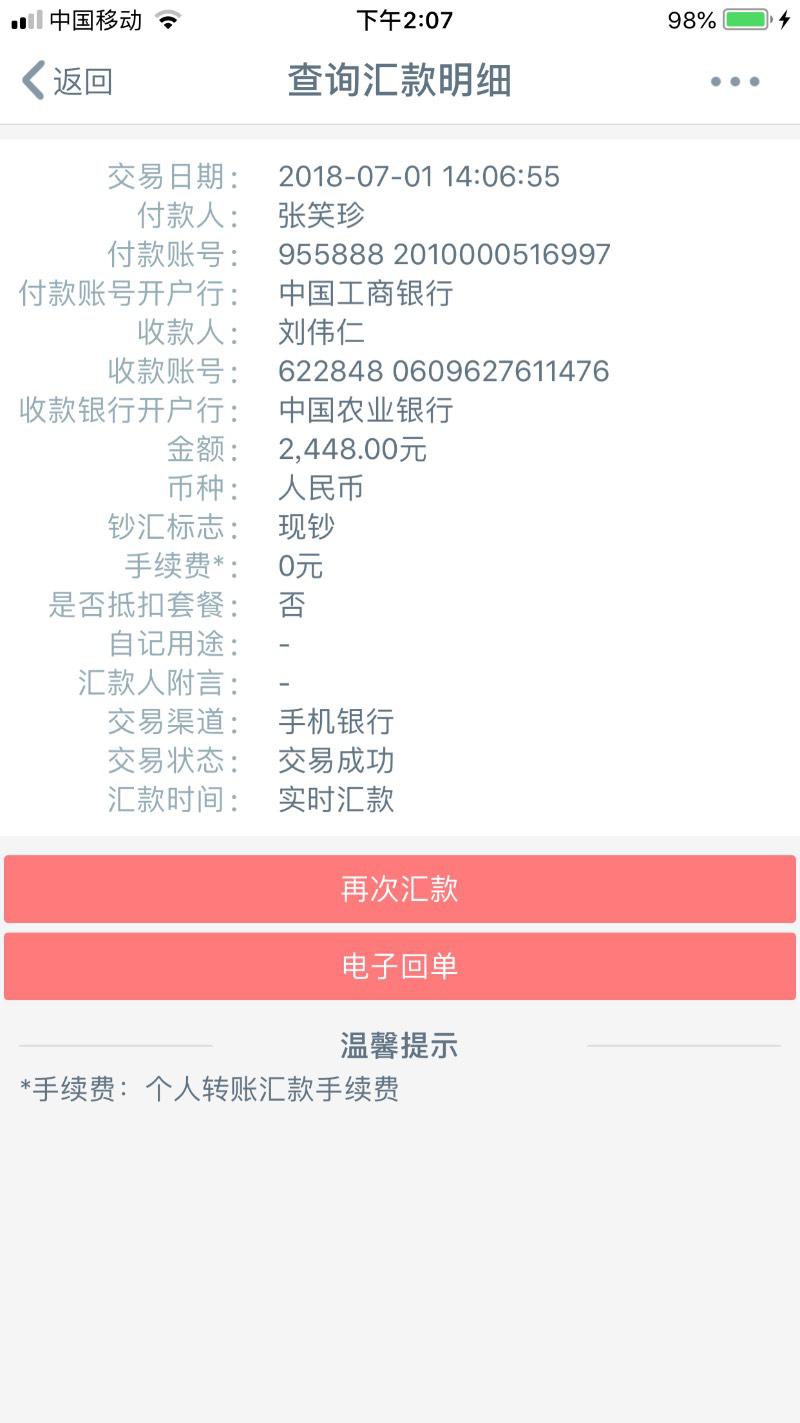 中国移动 下午2:07 98%
返回 查询汇款明细
交易日期： 2018-07-01 14:06:55
付款人： 张笑珍
付款账号： 955888 2010000516997
付款账号开户行： 中国工商银行
收款人： 刘伟仁
收款账号： 622848 0609627611476
收款银行开户行： 中国农业银行
金额： 2,448.00元
币种： 人民币
钞汇标志： 现钞
手续费*： 0元
是否抵扣套餐： 否
自记用途： -
汇款人附言： -
交易渠道： 手机银行
交易状态： 交易成功
汇款时间： 实时汇款
再次汇款
电子回单
温馨提示
*手续费：个人转账汇款手续费